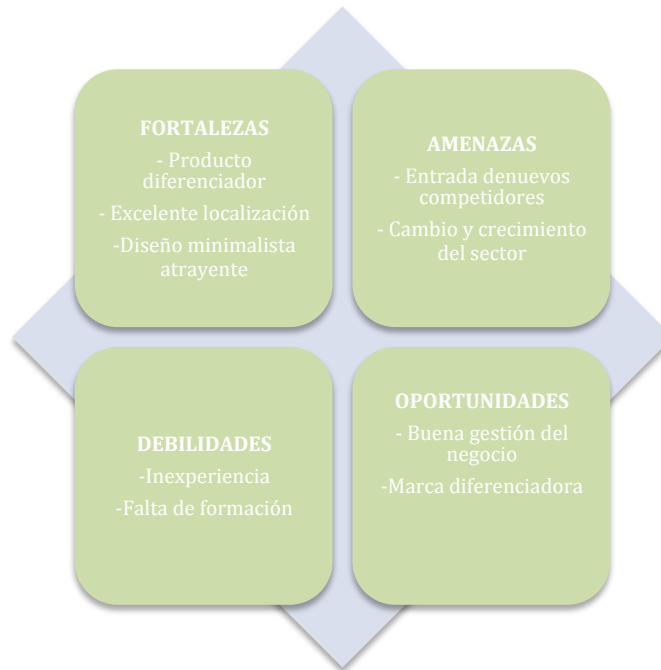 FORTALEZAS
- Producto
diferenciador
- Excelente localización
-Diseño minimalista
atrayente
AMENAZAS
- Entrada denuevos
competidores
- Cambio y crecimiento
del sector
DEBILIDADES
-Inexperiencia
-Falta de formación
OPORTUNIDADES
- Buena gestión del
negocio
-Marca diferenciadora